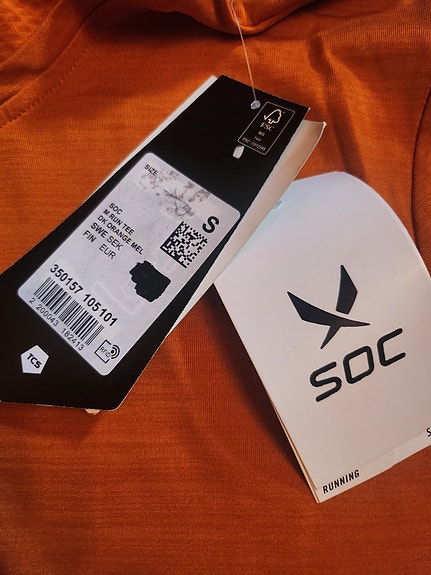 FSC
MIX
SIZE
S
SOC
M RUN TEE
DK ORANGE MEL
SWE SEK
FIN EUR
350157 105101
2 200043 182413
RFID
TCS
SOC
RUNNING
S